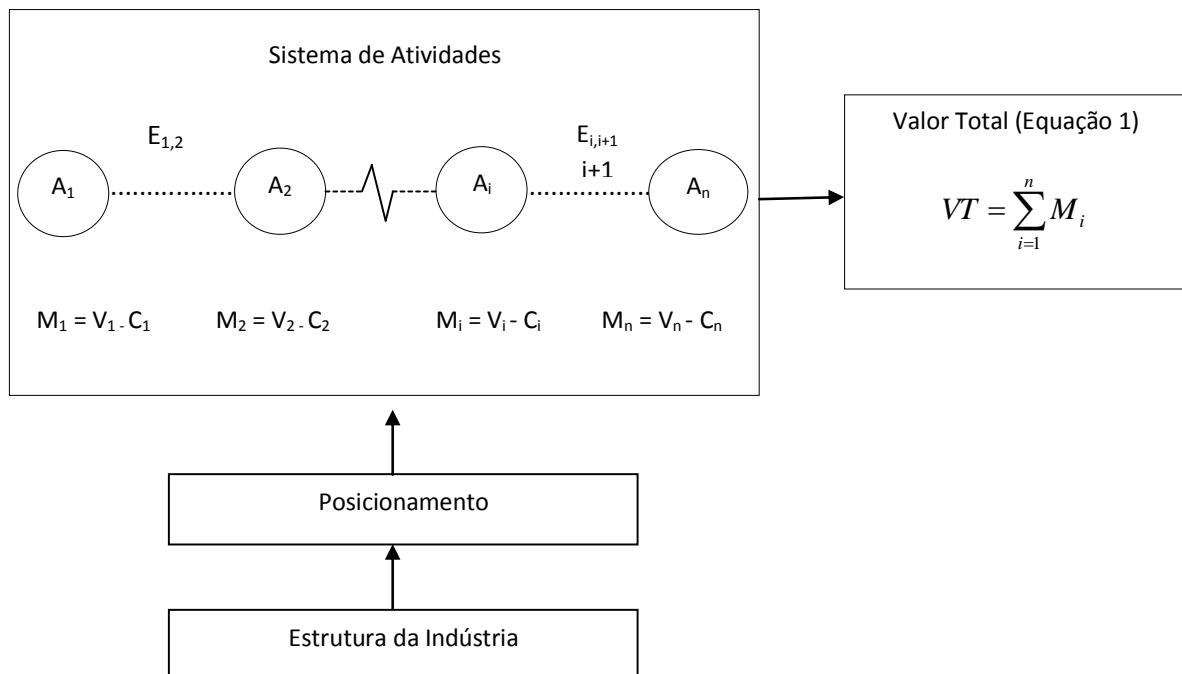 Sistema de Atividades
E₁,₂
Eᵢ,ᵢ₊₁
i+1
A₁
A₂
Aᵢ
Aₙ
M₁ = V₁ - C₁
M₂ = V₂ - C₂
Mᵢ = Vᵢ - Cᵢ
Mₙ = Vₙ - Cₙ
Valor Total (Equação 1)
n
VT = ∑ Mᵢ
i=1
Posicionamento
Estrutura da Indústria